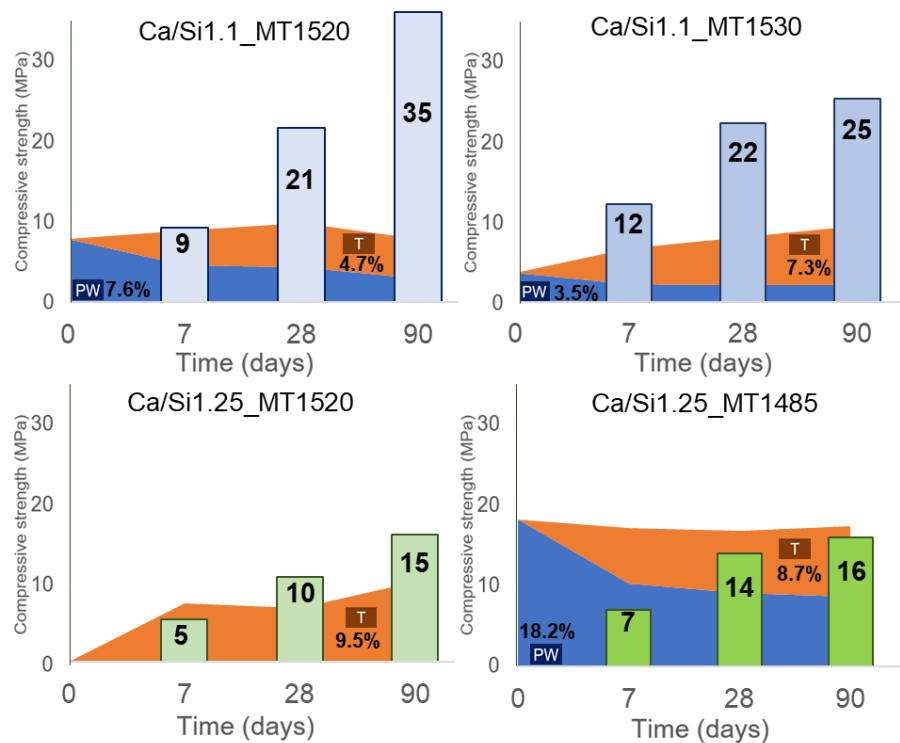 Ca/Si1.1_MT1520
Compressive strength (MPa)
30
20
10
0
9
21
35
T
4.7%
PW 7.6%
0 7 28 90
Time (days)
Ca/Si1.1_MT1530
Compressive strength (MPa)
30
20
10
0
12
22
25
T
7.3%
PW 3.5%
0 7 28 90
Time (days)
Ca/Si1.25_MT1520
Compressive strength (MPa)
30
20
10
0
5
10
15
T
9.5%
0 7 28 90
Time (days)
Ca/Si1.25_MT1485
Compressive strength (MPa)
30
20
10
0
7
14
16
T
8.7%
18.2%
PW
0 7 28 90
Time (days)